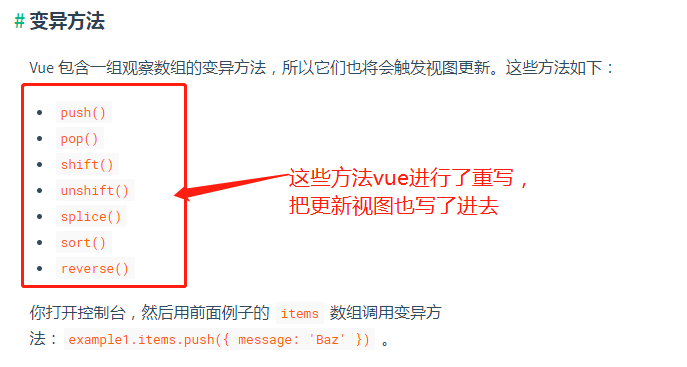 # 变异方法
Vue 包含一组观察数组的变异方法，所以它们也将会触发视图更新。这些方法如下：
push()
pop()
shift()
unshift()
splice()
sort()
reverse()
这些方法vue进行了重写，
把更新视图也写了进去
你打开控制台，然后用前面例子的 items 数组调用变异方
法：example1.items.push({ message: 'Baz' }) 。